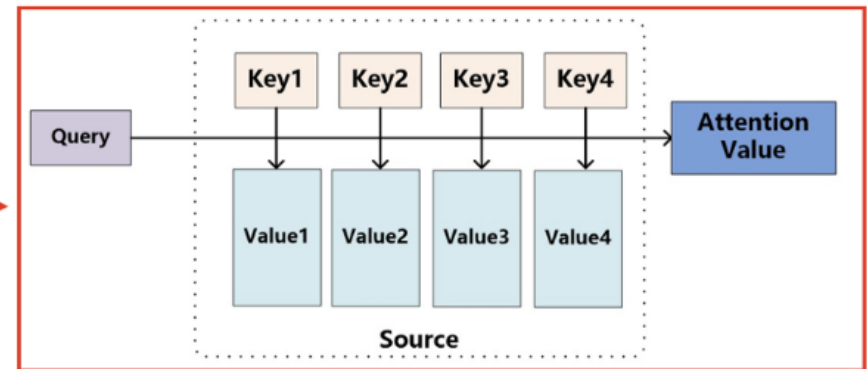 Key1 Key2 Key3 Key4
Query
Attention
Value
Value1 Value2 Value3 Value4
Source